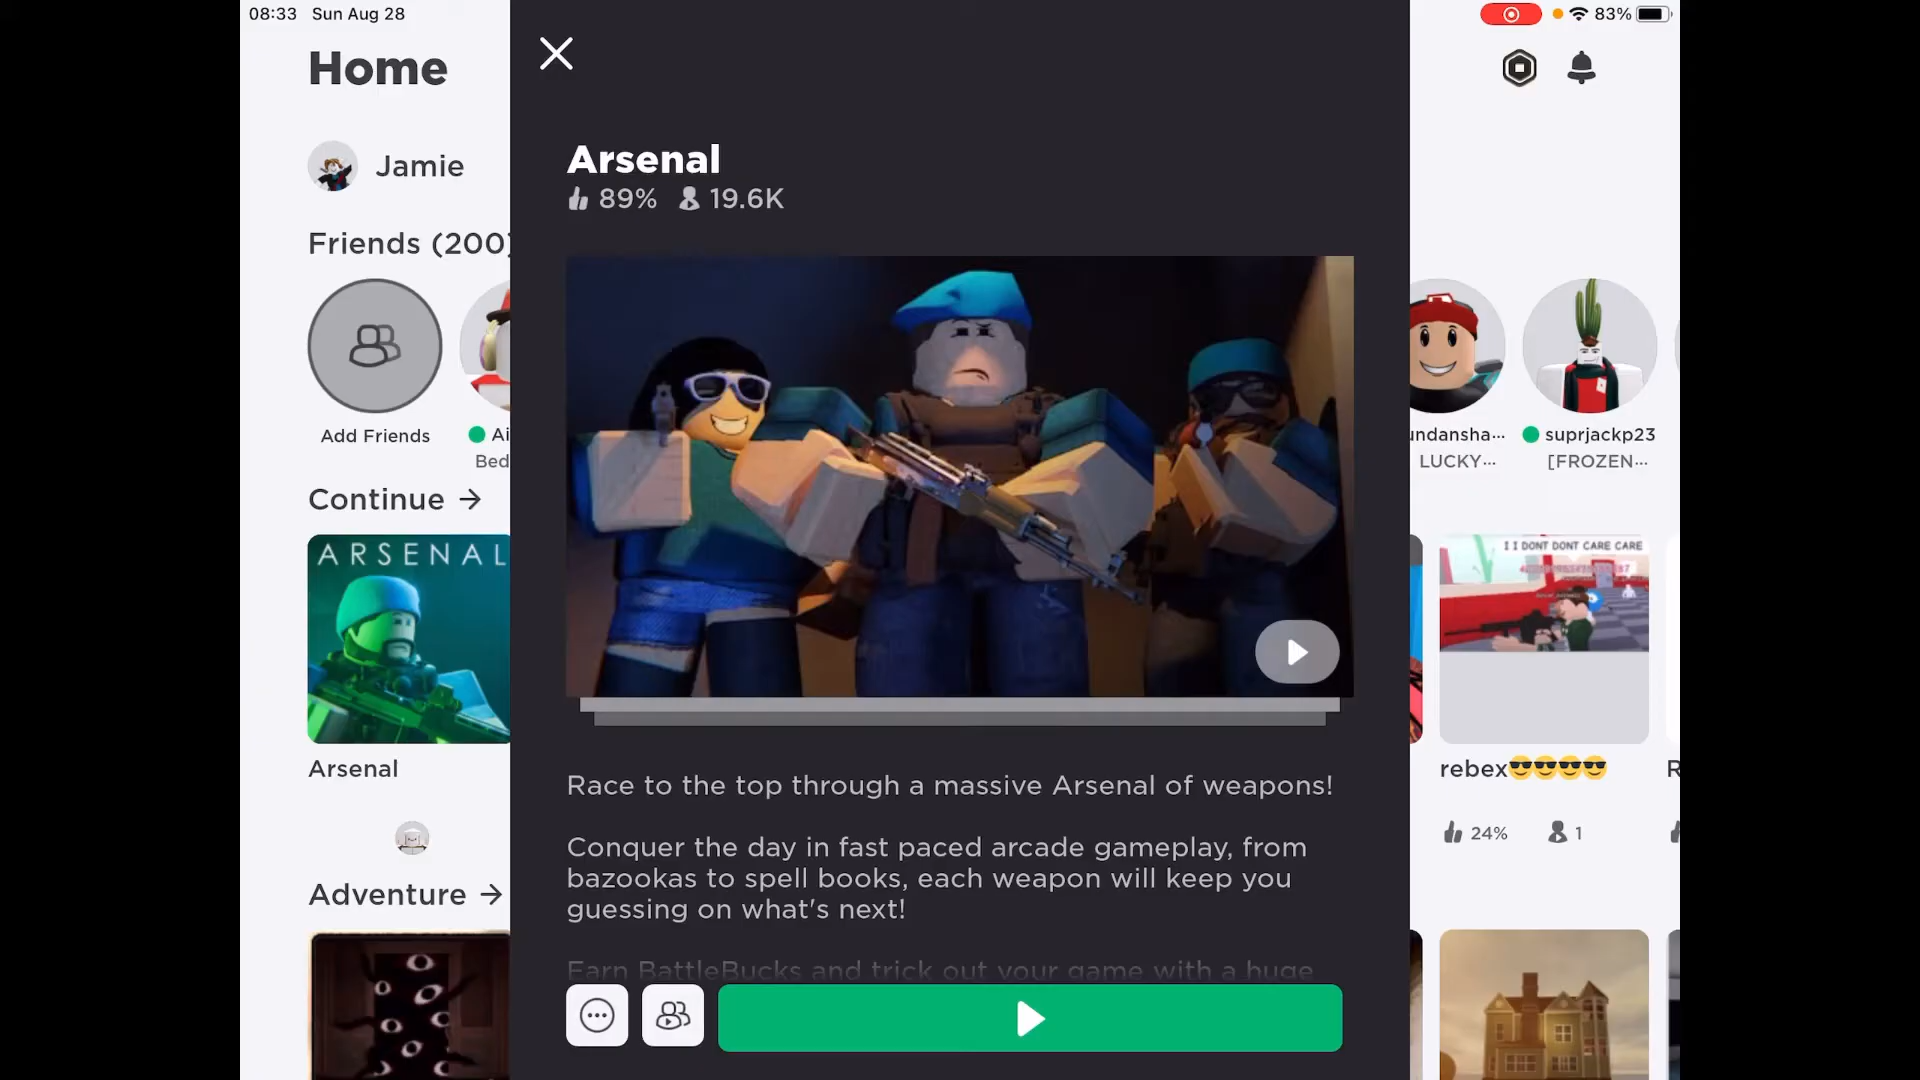 08:33 Sun Aug 28
83%
Home
Jamie
Friends (200)
Add Friends
Ai
Bed
undansha...
LUCKY...
suprjackp23
[FROZEN...
Continue →
ARSENAL
Arsenal
I I DONT DONT CARE CARE
rebex😎😎😎😎
R
24% 1
Adventure →
Arsenal
89% 19.6K
Race to the top through a massive Arsenal of weapons!
Conquer the day in fast paced arcade gameplay, from
bazookas to spell books, each weapon will keep you
guessing on what's next!
Earn BattleBucks and trick out your game with a huge